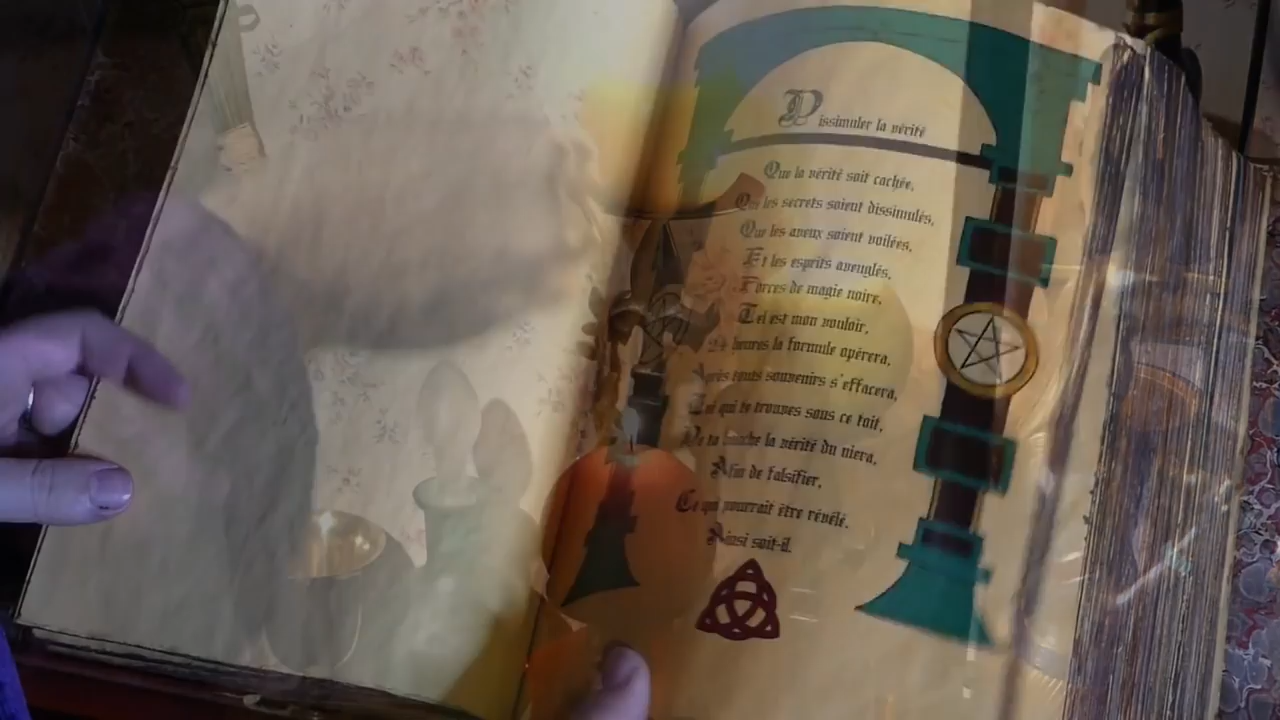 Dissimuler la vérité
Que la vérité soit cachée,
Que les secrets soient dissimulés,
Que les aveux soient voilées,
Et les esprits aveuglés,
Forces de magie noire,
Tel est mon vouloir,
24 heures la formule opérera,
Après touts souvenirs s'effacera,
Toi qui te trouves sous ce toit,
De ta bouche la vérité du niera,
Afin de falsifier,
Ce qui pourrait être révélé.
Ainsi soit-il.